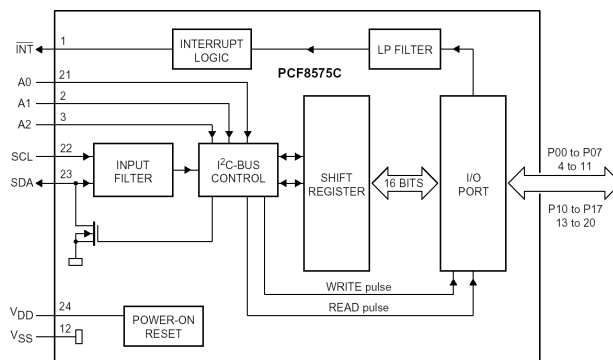 INT
1
INTERRUPT
LOGIC
LP FILTER
PCF8575C
A0
21
A1
2
A2
3
SCL
22
SDA
23
INPUT
FILTER
I²C-BUS
CONTROL
SHIFT
REGISTER
16 BITS
I/O
PORT
P00 to P07
4 to 11
P10 to P17
13 to 20
WRITE pulse
READ pulse
VDD
24
VSS
12
POWER-ON
RESET